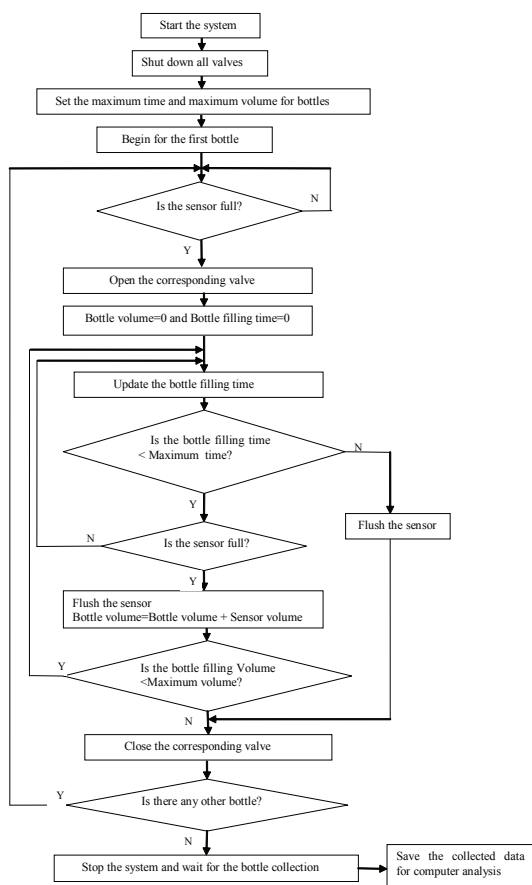 Start the system
Shut down all valves
Set the maximum time and maximum volume for bottles
Begin for the first bottle
Is the sensor full?
N
Y
Open the corresponding valve
Bottle volume=0 and Bottle filling time=0
Update the bottle filling time
Is the bottle filling time
< Maximum time?
N
Y
Flush the sensor
Is the sensor full?
N
Y
Flush the sensor
Bottle volume=Bottle volume + Sensor volume
Is the bottle filling Volume
<Maximum volume?
Y
N
Close the corresponding valve
Is there any other bottle?
Y
N
Stop the system and wait for the bottle collection
Save the collected data
for computer analysis